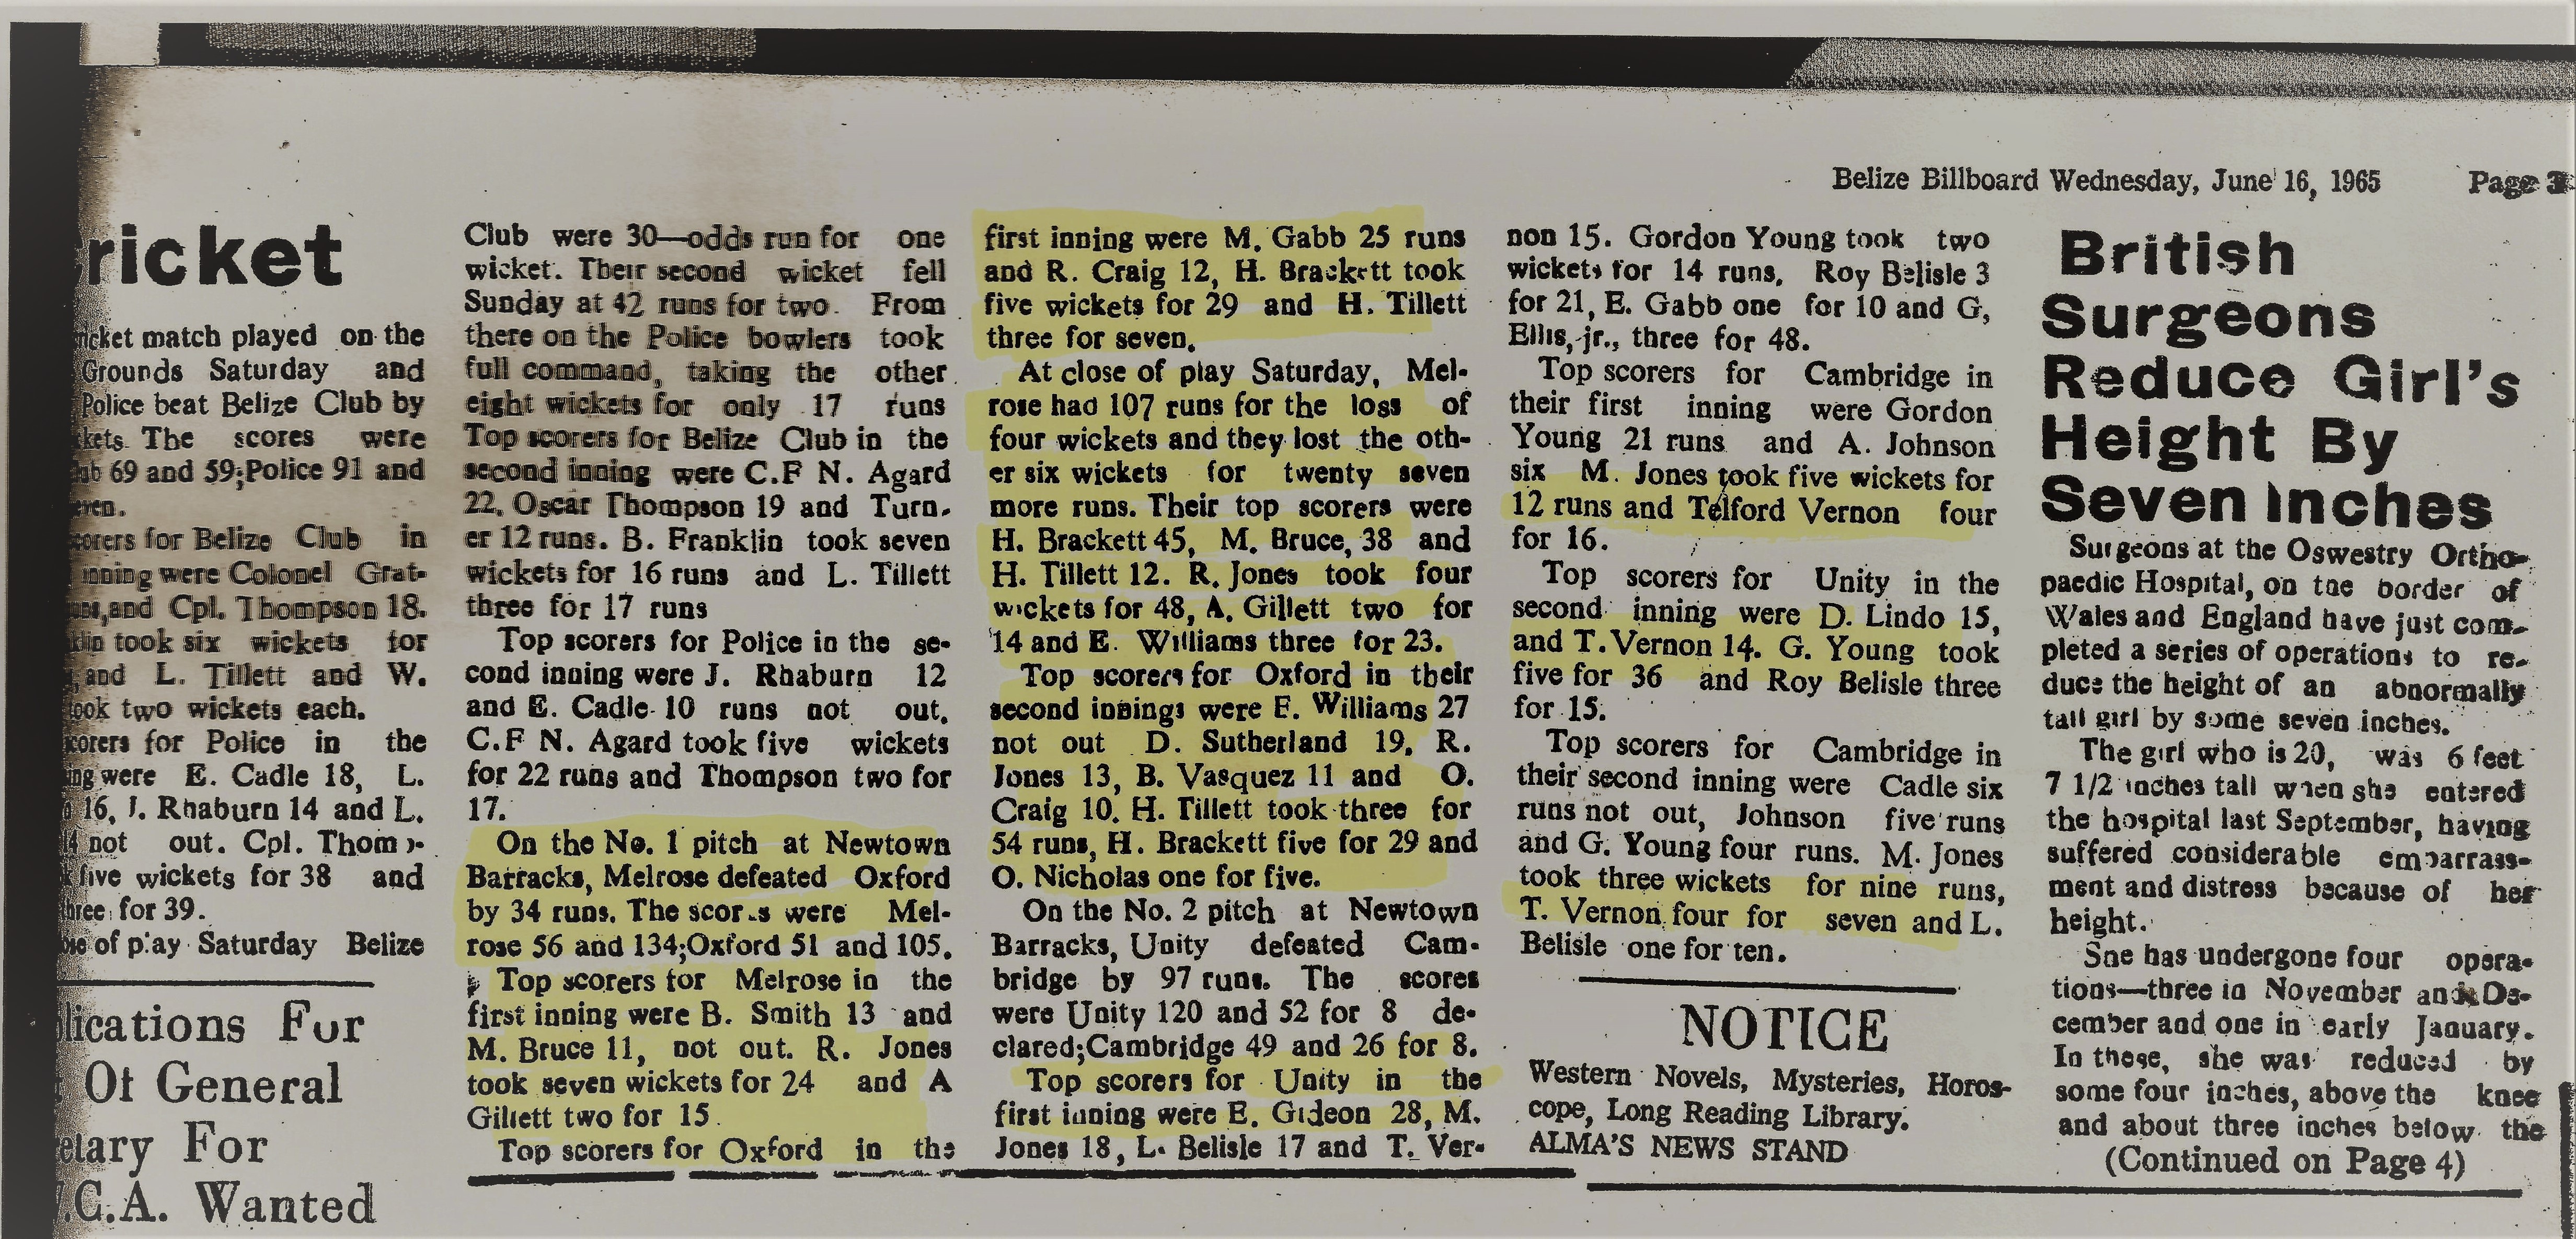 Belize Billboard Wednesday, June 16, 1965 Page 3
ricket
cket match played on the
Grounds Saturday and
Police beat Belize Club by
kets. The scores were
69 and 59;Police 91 and
for Belize Club in
inning were Colonel Grat-
and Cpl. Thompson 18.
took six wickets for
and L. Tillett and W.
took two wickets each.
for Police in the
were E. Cadle 18, L.
16, J. Rhaburn 14 and L.
not out. Cpl. Thomp-
five wickets for 38 and
three for 39.
of play Saturday Belize
lications For
Of General
etary For
.C.A. Wanted
Club were 30—odds run for one
wicket. Their second wicket fell
Sunday at 42 runs for two. From
there on the Police bowlers took
full command, taking the other
eight wickets for only 17 runs
Top scorers for Belize Club in the
second inning were C.F N. Agard
22, Oscar Thompson 19 and Turn-
er 12 runs. B. Franklin took seven
wickets for 16 runs and L. Tillett
three for 17 runs
Top scorers for Police in the se-
cond inning were J. Rhaburn 12
and E. Cadle 10 runs not out.
C.F N. Agard took five wickets
for 22 runs and Thompson two for
17.
On the No. 1 pitch at Newtown
Barracks, Melrose defeated Oxford
by 34 runs. The scores were Mel-
rose 56 and 134;Oxford 51 and 105.
Top scorers for Melrose in the
first inning were B. Smith 13 and
M. Bruce 11, not out. R. Jones
took seven wickets for 24 and A
Gillett two for 15.
Top scorers for Oxford in the
first inning were M. Gabb 25 runs
and R. Craig 12, H. Brackett took
five wickets for 29 and H. Tillett
three for seven.
At close of play Saturday, Mel-
rose had 107 runs for the loss of
four wickets and they lost the oth-
er six wickets for twenty seven
more runs. Their top scorers were
H. Brackett 45, M. Bruce, 38 and
H. Tillett 12. R. Jones took four
wickets for 48, A. Gillett two for
14 and E. Williams three for 23.
Top scorers for Oxford in their
second innings were E. Williams 27
not out D. Sutherland 19, R.
Jones 13, B. Vasquez 11 and O.
Craig 10. H. Tillett took three for
54 runs, H. Brackett five for 29 and
O. Nicholas one for five.
On the No. 2 pitch at Newtown
Barracks, Unity defeated Cam-
bridge by 97 runs. The scores
were Unity 120 and 52 for 8 de-
clared;Cambridge 49 and 26 for 8.
Top scorers for Unity in the
first inning were E. Gideon 28, M.
Jones 18, L. Belisle 17 and T. Ver-
non 15. Gordon Young took two
wickets for 14 runs, Roy Belisle 3
for 21, E. Gabb one for 10 and G,
Ellis, jr., three for 48.
Top scorers for Cambridge in
their first inning were Gordon
Young 21 runs and A. Johnson
six M. Jones took five wickets for
12 runs and Telford Vernon four
for 16.
Top scorers for Unity in the
second inning were D. Lindo 15,
and T. Vernon 14. G. Young took
five for 36 and Roy Belisle three
for 15.
Top scorers for Cambridge in
their second inning were Cadle six
runs not out, Johnson five runs
and G. Young four runs. M. Jones
took three wickets for nine runs,
T. Vernon four for seven and L.
Belisle one for ten.
NOTICE
Western Novels, Mysteries, Horos-
cope, Long Reading Library.
ALMA'S NEWS STAND
British
Surgeons
Reduce Girl's
Height By
Seven Inches
Surgeons at the Oswestry Ortho-
paedic Hospital, on the border of
Wales and England have just com-
pleted a series of operations to re-
duce the height of an abnormally
tall girl by some seven inches.
The girl who is 20, was 6 feet
7 1/2 inches tall when she entered
the hospital last September, having
suffered considerable embarrass-
ment and distress because of her
height.
She has undergone four opera-
tions—three in November and De-
cember and one in early January.
In these, she was reduced by
some four inches, above the knee
and about three inches below the
(Continued on Page 4)